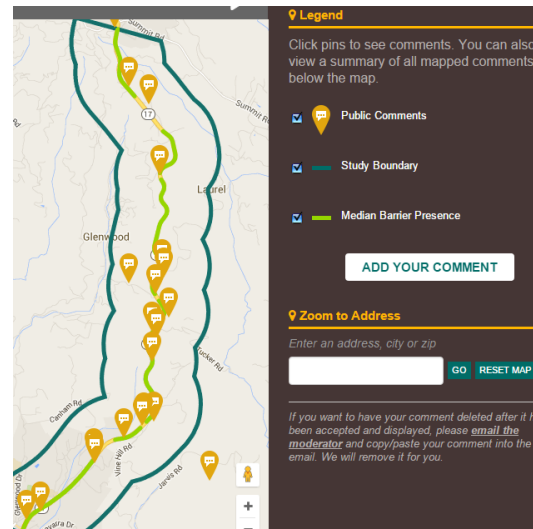 Legend
Click pins to see comments. You can also
view a summary of all mapped comments
below the map.
Public Comments
Study Boundary
Median Barrier Presence
ADD YOUR COMMENT
Zoom to Address
Enter an address, city or zip
GO RESET MAP
If you want to have your comment deleted after it h
been accepted and displayed, please email the
moderator and copy/paste your comment into the
email. We will remove it for you.
Summit Rd
Summit R
17
Laurel
Glenwood
Tucker Rd
Canham Rd
Vine Hill Rd
Jarvis Rd
Glenwood Dr
+